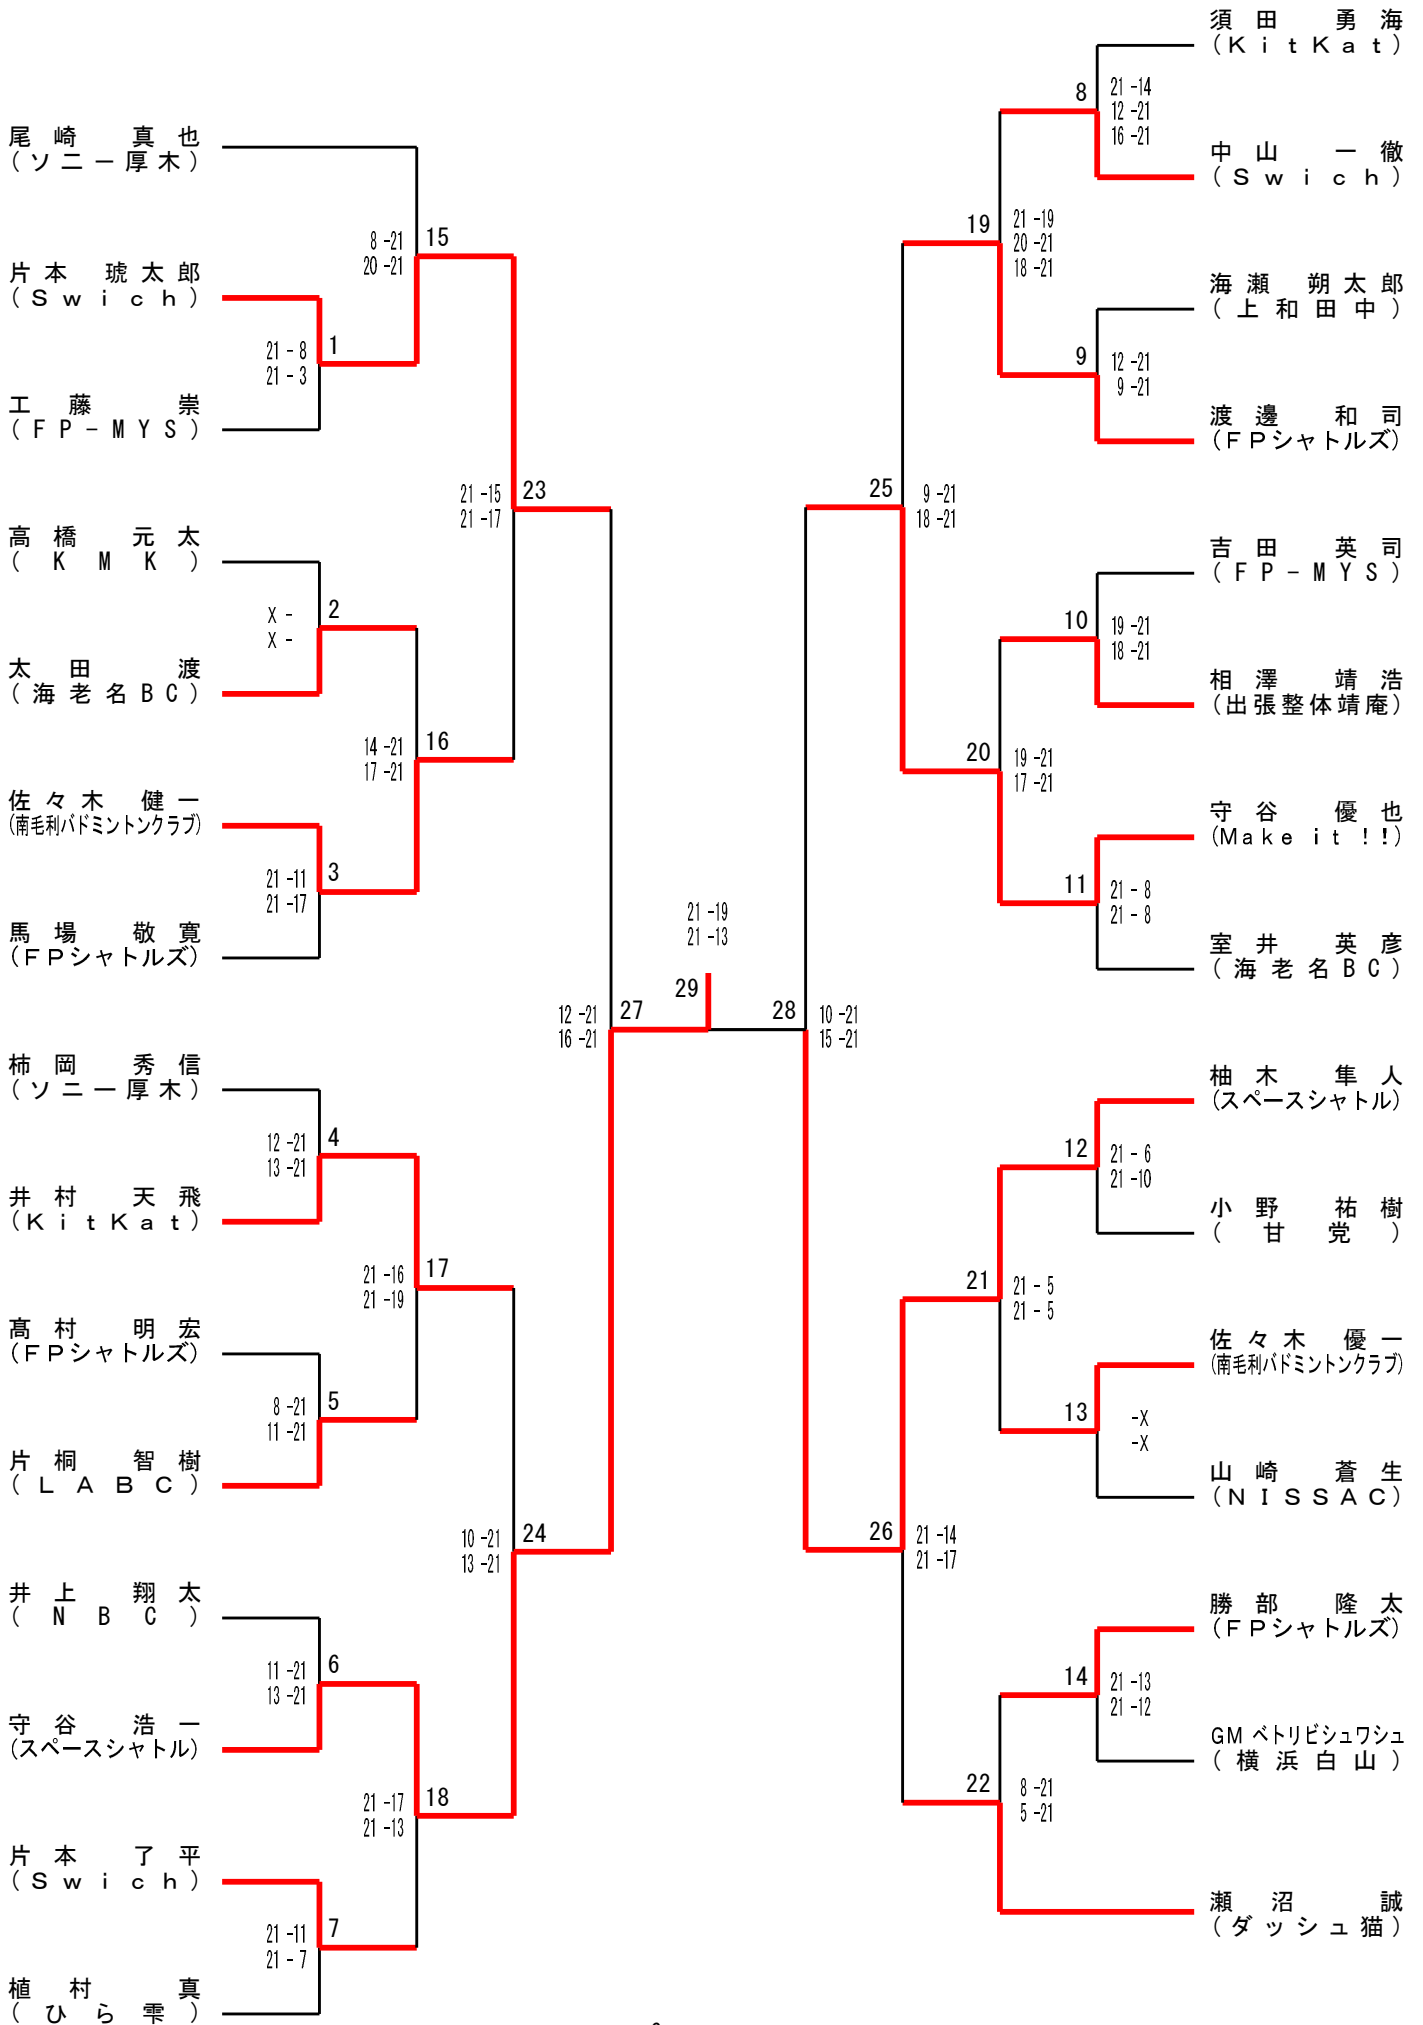 尾崎 真也
(ソニー厚木)
8 -21
20 -21
15
片本 琥太郎
(Swich)
21 - 8
21 - 3
1
工藤 崇
(FP-MYS)
21 -15
21 -17
23
高橋 元太
(KMK)
X -
X -
2
太田 渡
(海老名BC)
14 -21
17 -21
16
佐々木 健一
(南毛利バドミントンクラブ)
21 -11
21 -17
3
馬場 敬寛
(FPシャトルズ)
12 -21
16 -21
27
柿岡 秀信
(ソニー厚木)
12 -21
13 -21
4
井村 天飛
(KitKat)
21 -16
21 -19
17
髙村 明宏
(FPシャトルズ)
8 -21
11 -21
5
片桐 智樹
(LABC)
10 -21
13 -21
24
井上 翔太
(NBC)
11 -21
13 -21
6
守谷 浩一
(スペースシャトル)
21 -17
21 -13
18
片本 了平
(Swich)
21 -11
21 - 7
7
植村 真
(ひら雫)
21 -19
21 -13
29
須田 勇海
(KitKat)
8
21 -14
12 -21
16 -21
中山 一徹
(Swich)
19
21 -19
20 -21
18 -21
海瀬 朔太郎
(上和田中)
9
12 -21
9 -21
渡邊 和司
(FPシャトルズ)
25
9 -21
18 -21
吉田 英司
(FP-MYS)
10
19 -21
18 -21
相澤 靖浩
(出張整体靖庵)
20
19 -21
17 -21
守谷 優也
(Make it !!)
11
21 - 8
21 - 8
室井 英彦
(海老名BC)
28
10 -21
15 -21
柚木 隼人
(スペースシャトル)
12
21 - 6
21 -10
小野 祐樹
(甘党)
21
21 - 5
21 - 5
佐々木 優一
(南毛利バドミントンクラブ)
13
-X
-X
山崎 蒼生
(NISSAC)
26
21 -14
21 -17
勝部 隆太
(FPシャトルズ)
14
21 -13
21 -12
GM ベトリビシュワシュ
(横浜白山)
22
8 -21
5 -21
瀬沼 誠
(ダッシュ猫)